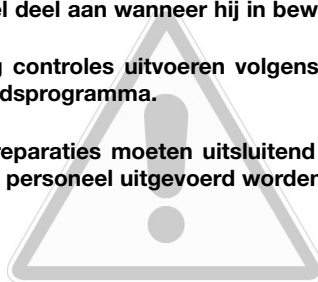 el deel aan wanneer hij in bew
controles uitvoeren volgens
dsprogramma.
reparaties moeten uitsluitend
personeel uitgevoerd worden